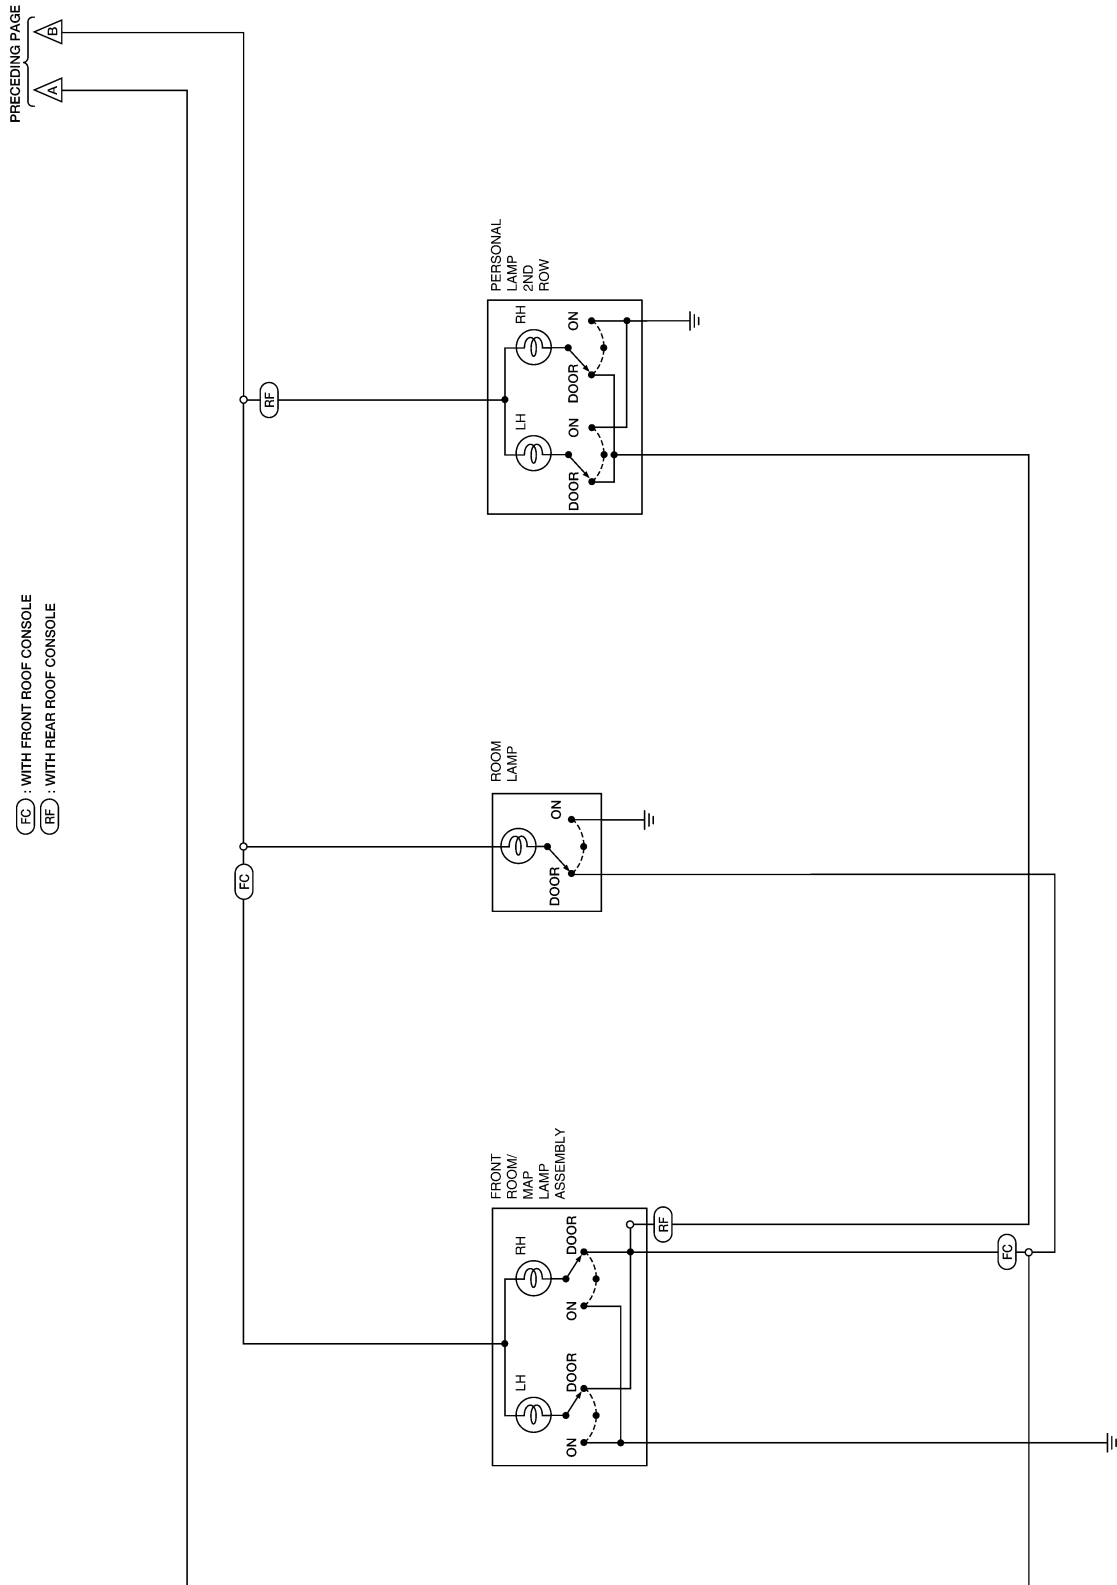 PRECEDING PAGE
A
B
FC : WITH FRONT ROOF CONSOLE
RF : WITH REAR ROOF CONSOLE
FC
RF
FRONT
ROOM/
MAP
LAMP
ASSEMBLY
LH
RH
ON
DOOR
ON
DOOR
RF
FC
ROOM
LAMP
DOOR
ON
PERSONAL
LAMP
2ND
ROW
LH
RH
DOOR
ON
DOOR
ON